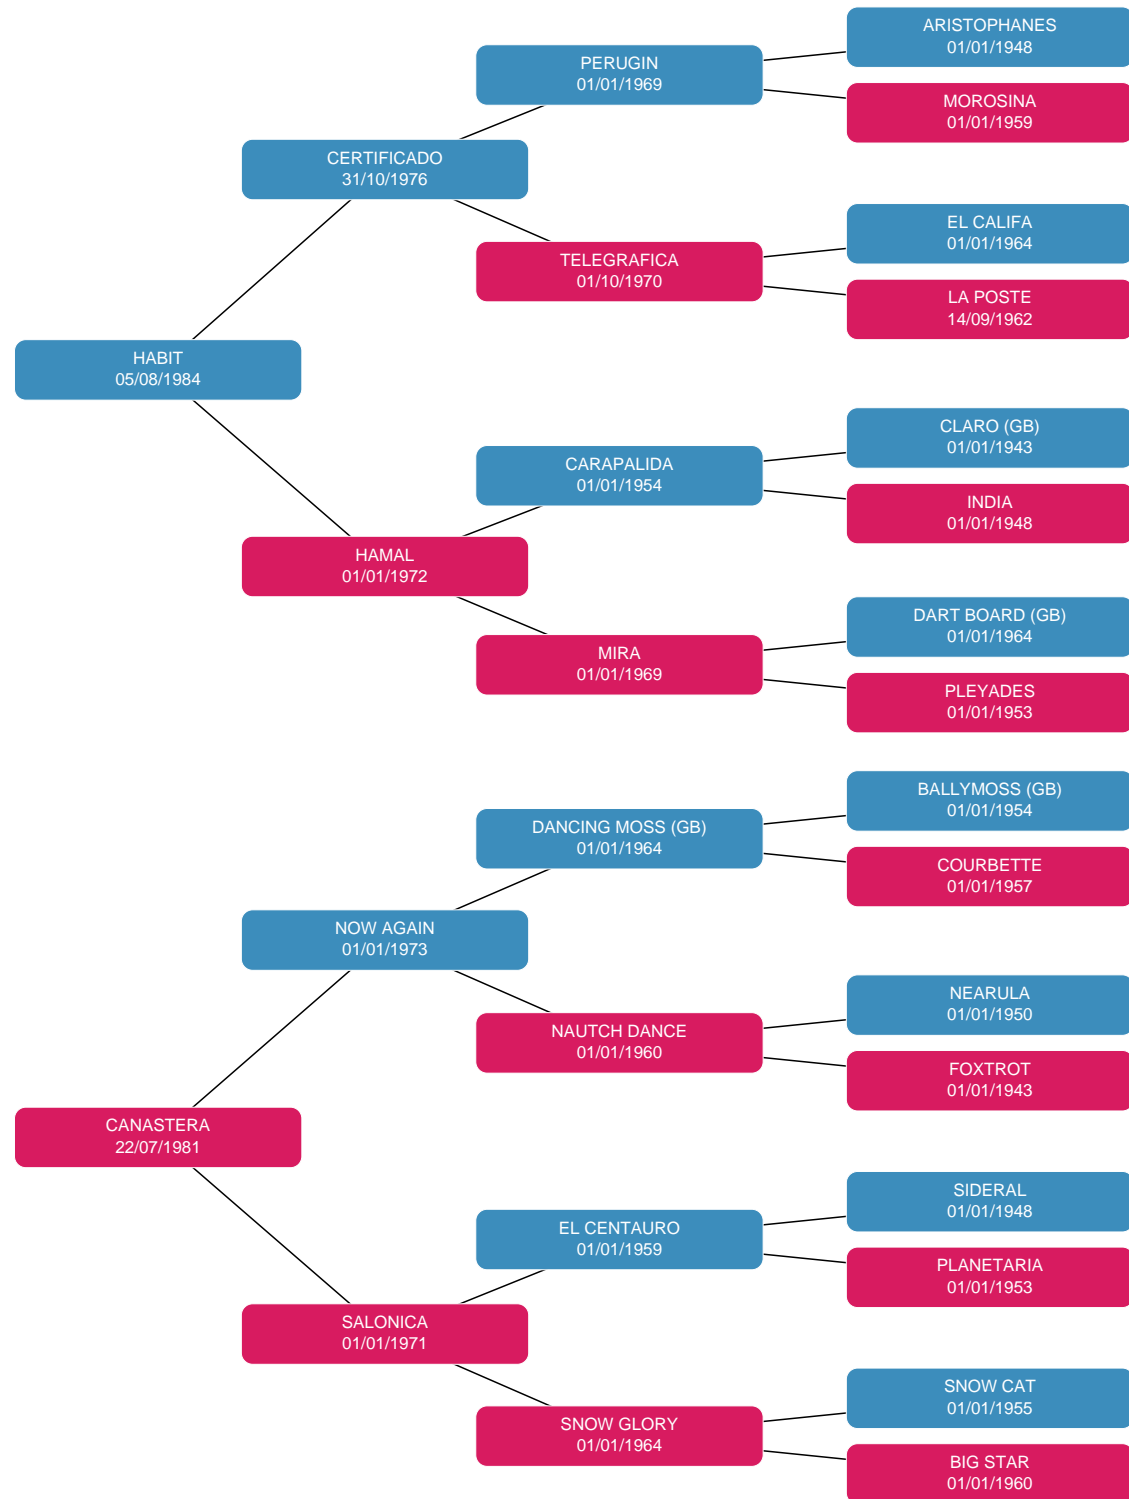 ARISTOPHANES
01/01/1948
PERUGIN
01/01/1969
MOROSINA
01/01/1959
CERTIFICADO
31/10/1976
EL CALIFA
01/01/1964
TELEGRAFICA
01/10/1970
LA POSTE
14/09/1962
HABIT
05/08/1984
CLARO (GB)
01/01/1943
CARAPALIDA
01/01/1954
INDIA
01/01/1948
HAMAL
01/01/1972
DART BOARD (GB)
01/01/1964
MIRA
01/01/1969
PLEYADES
01/01/1953
BALLYMOSS (GB)
01/01/1954
DANCING MOSS (GB)
01/01/1964
COURBETTE
01/01/1957
NOW AGAIN
01/01/1973
NEARULA
01/01/1950
NAUTCH DANCE
01/01/1960
FOXTROT
01/01/1943
CANASTERA
22/07/1981
SIDERAL
01/01/1948
EL CENTAURO
01/01/1959
PLANETARIA
01/01/1953
SALONICA
01/01/1971
SNOW CAT
01/01/1955
SNOW GLORY
01/01/1964
BIG STAR
01/01/1960